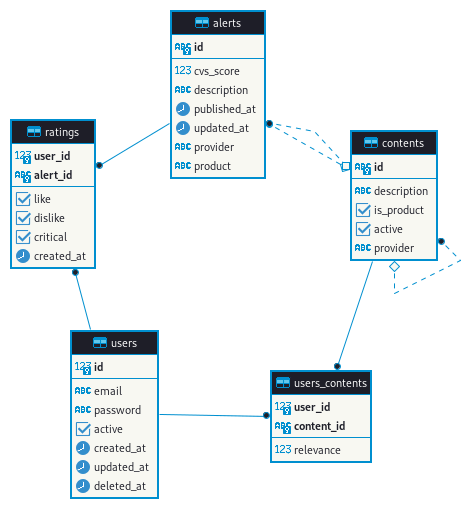 alerts
ABC id
123 cvs_score
ABC description
published_at
updated_at
ABC provider
ABC product
ratings
123 user_id
ABC alert_id
like
dislike
critical
created_at
contents
ABC id
ABC description
is_product
active
ABC provider
users
123 id
ABC email
ABC password
active
created_at
updated_at
deleted_at
users_contents
123 user_id
ABC content_id
123 relevance